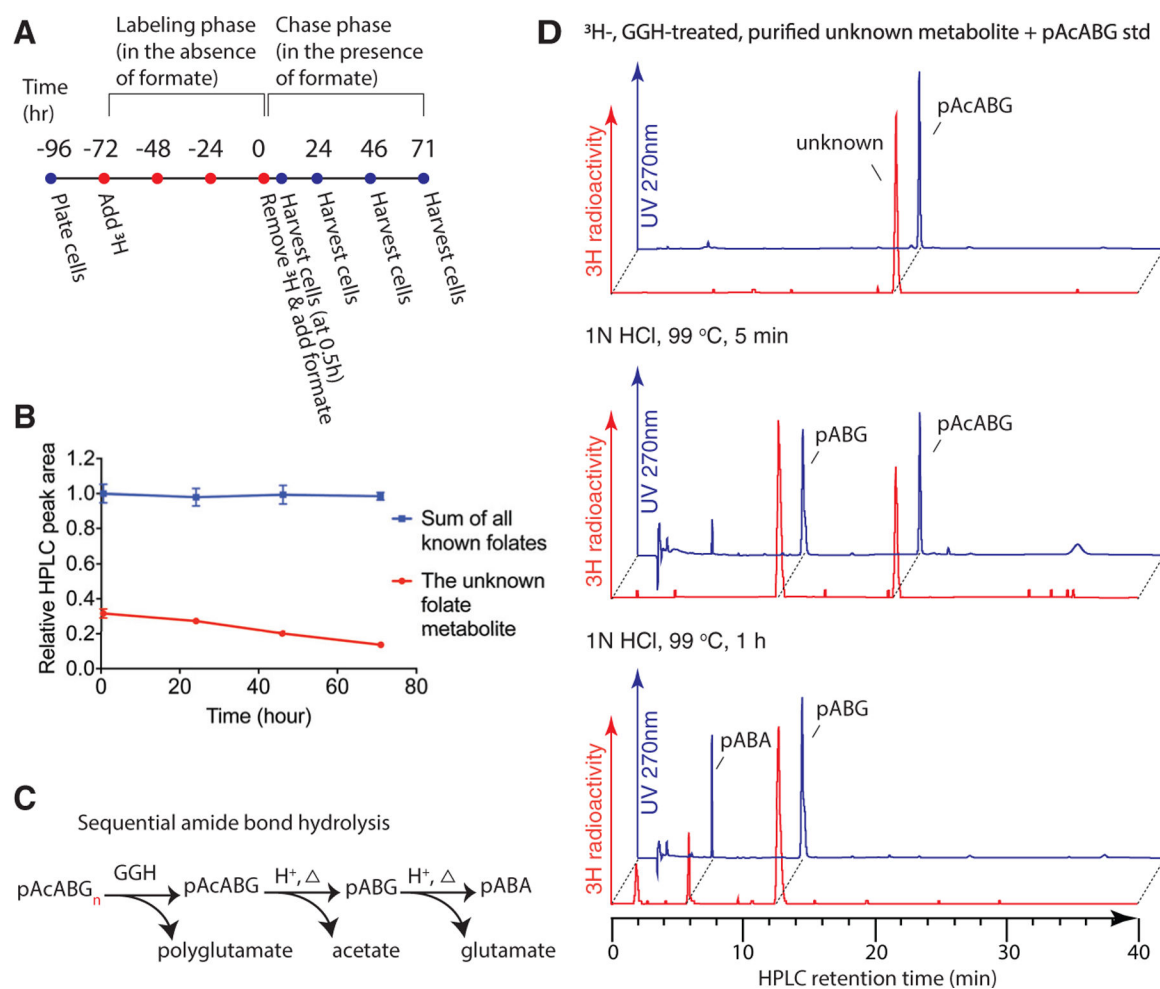 A
Labeling phase
(in the absence
of formate)
Chase phase
(in the presence
of formate)
Time
(hr)
-96 -72 -48 -24 0 24 46 71
Plate cells
Add ³H
Remove ³H & add formate
Harvest cells (at 0.5h)
Harvest cells
Harvest cells
Harvest cells
B
Relative HPLC peak area
1.2
1.0
0.8
0.6
0.4
0.2
0.0
0 20 40 60 80
Time (hour)
Sum of all
known folates
The unknown
folate
metabolite
C
Sequential amide bond hydrolysis
GGH H⁺, △ H⁺, △
pAcABGn pAcABG pABG pABA
polyglutamate acetate glutamate
D
³H-, GGH-treated, purified unknown metabolite + pAcABG std
3H radioactivity
UV 270nm
unknown
pAcABG
1N HCl, 99 °C, 5 min
3H radioactivity
UV 270nm
pABG
pAcABG
1N HCl, 99 °C, 1 h
3H radioactivity
UV 270nm
pABA
pABG
0 10 20 30 40
HPLC retention time (min)